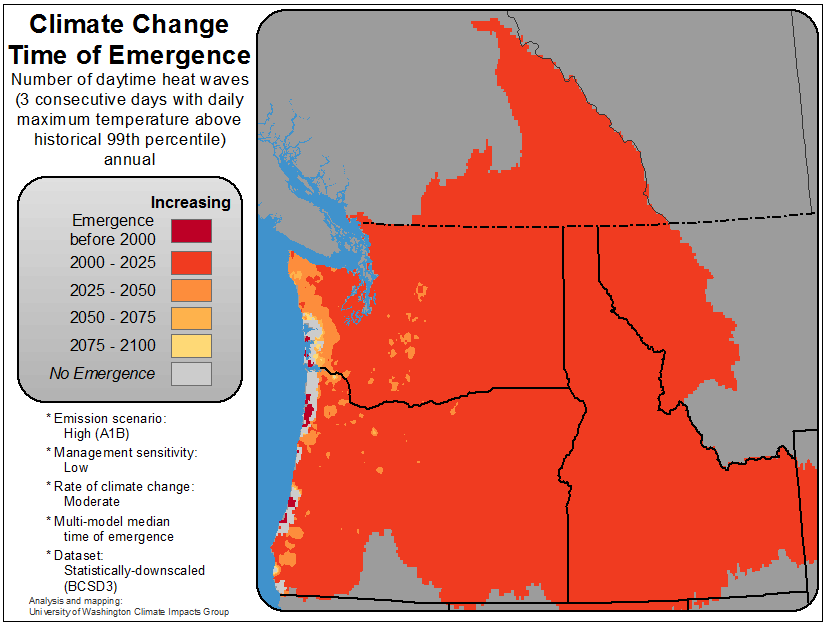 Climate Change
Time of Emergence
Number of daytime heat waves
(3 consecutive days with daily
maximum temperature above
historical 99th percentile)
annual
Increasing
Emergence
before 2000
2000 - 2025
2025 - 2050
2050 - 2075
2075 - 2100
No Emergence
* Emission scenario:
High (A1B)
* Management sensitivity:
Low
* Rate of climate change:
Moderate
* Multi-model median
time of emergence
* Dataset:
Statistically-downscaled
(BCSD3)
Analysis and mapping:
University of Washington Climate Impacts Group